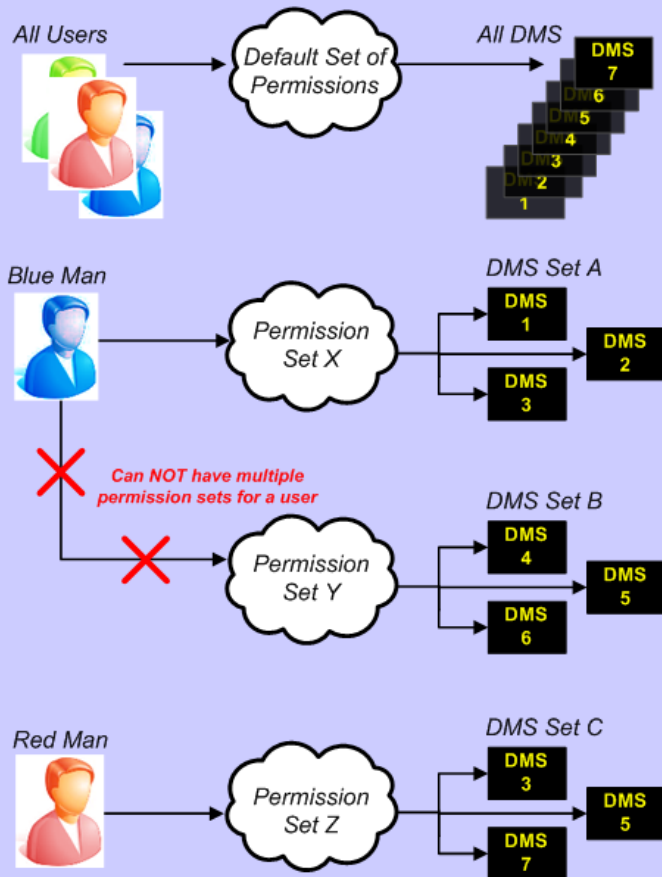 All Users
Default Set of
Permissions
All DMS
DMS
7
6
5
DMS
4
DMS
3
DMS
2
1
Blue Man
Permission
Set X
DMS Set A
DMS
1
DMS
2
DMS
3
Can NOT have multiple
permission sets for a user
Permission
Set Y
DMS Set B
DMS
4
DMS
5
DMS
6
Red Man
Permission
Set Z
DMS Set C
DMS
3
DMS
5
DMS
7